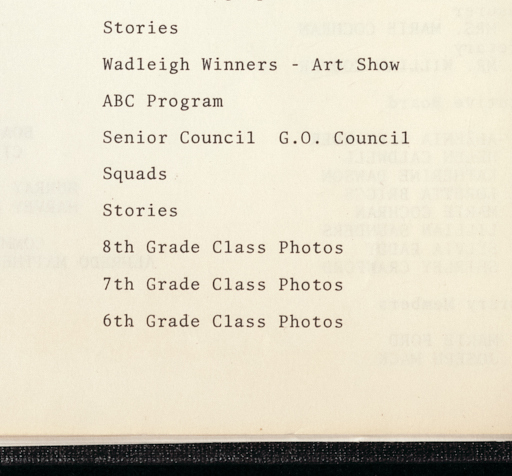 Stories
Wadleigh Winners - Art Show
ABC Program
Senior Council G.O. Council
Squads
Stories
8th Grade Class Photos
7th Grade Class Photos
6th Grade Class Photos